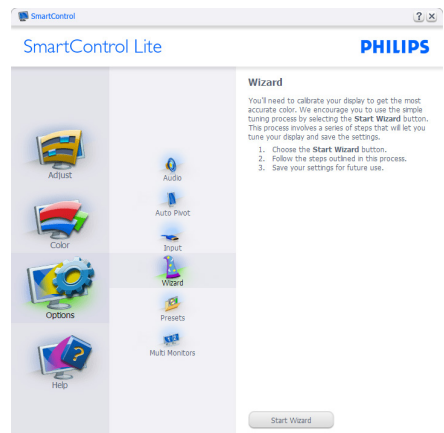 SmartControl
? x
SmartControl Lite
PHILIPS
Adjust
Color
Options
Help
Audio
Auto Pivot
Input
Wizard
Presets
Multi Monitors
Wizard
You'll need to calibrate your display to get the most
accurate color. We encourage you to use the simple
tuning process by selecting the Start Wizard button.
This process involves a series of steps that will let you
tune your display and save the settings.
1. Choose the Start Wizard button.
2. Follow the steps outlined in this process.
3. Save your settings for future use.
Start Wizard